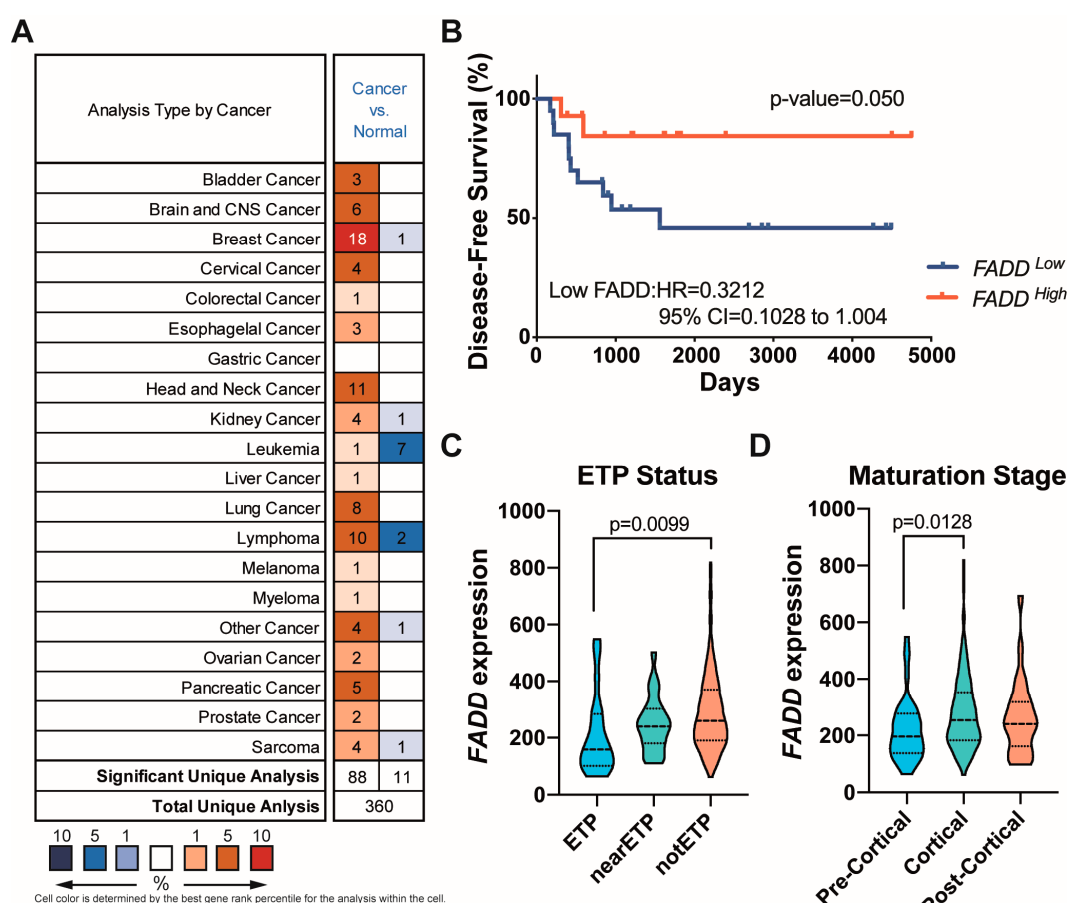 A
Analysis Type by Cancer
Cancer
vs.
Normal
Bladder Cancer 3
Brain and CNS Cancer 6
Breast Cancer 18 1
Cervical Cancer 4
Colorectal Cancer 1
Esophagelal Cancer 3
Gastric Cancer
Head and Neck Cancer 11
Kidney Cancer 4 1
Leukemia 1 7
Liver Cancer 1
Lung Cancer 8
Lymphoma 10 2
Melanoma 1
Myeloma 1
Other Cancer 4 1
Ovarian Cancer 2
Pancreatic Cancer 5
Prostate Cancer 2
Sarcoma 4 1
Significant Unique Analysis 88 11
Total Unique Anlysis 360
10 5 1 1 5 10
%
Cell color is determined by the best gene rank percentile for the analysis within the cell.
B
Disease-Free Survival (%)
100
50
0
p-value=0.050
Low FADD:HR=0.3212
95% CI=0.1028 to 1.004
FADD Low
FADD High
0 1000 2000 3000 4000 5000
Days
C
ETP Status
FADD expression
1000
800
600
400
200
0
p=0.0099
ETP
nearETP
notETP
D
Maturation Stage
FADD expression
1000
800
600
400
200
0
p=0.0128
Pre-Cortical
Cortical
Post-Cortical